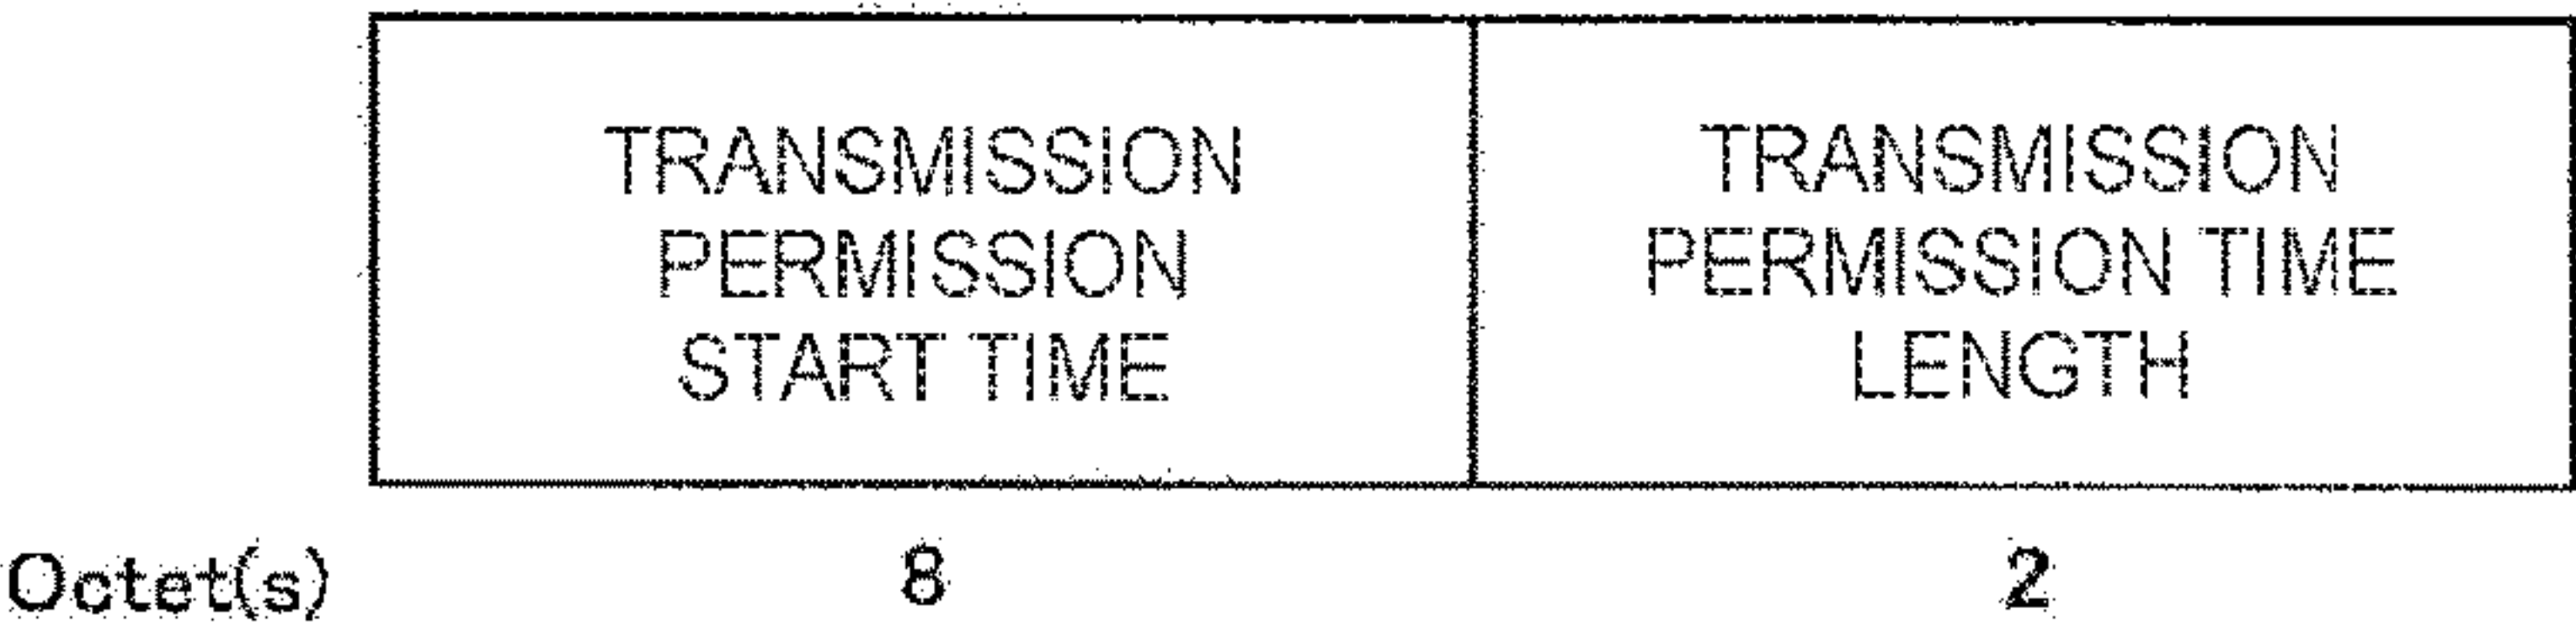 TRANSMISSION
PERMISSION
START TIME
TRANSMISSION
PERMISSION TIME
LENGTH
Octet(s) 8 2